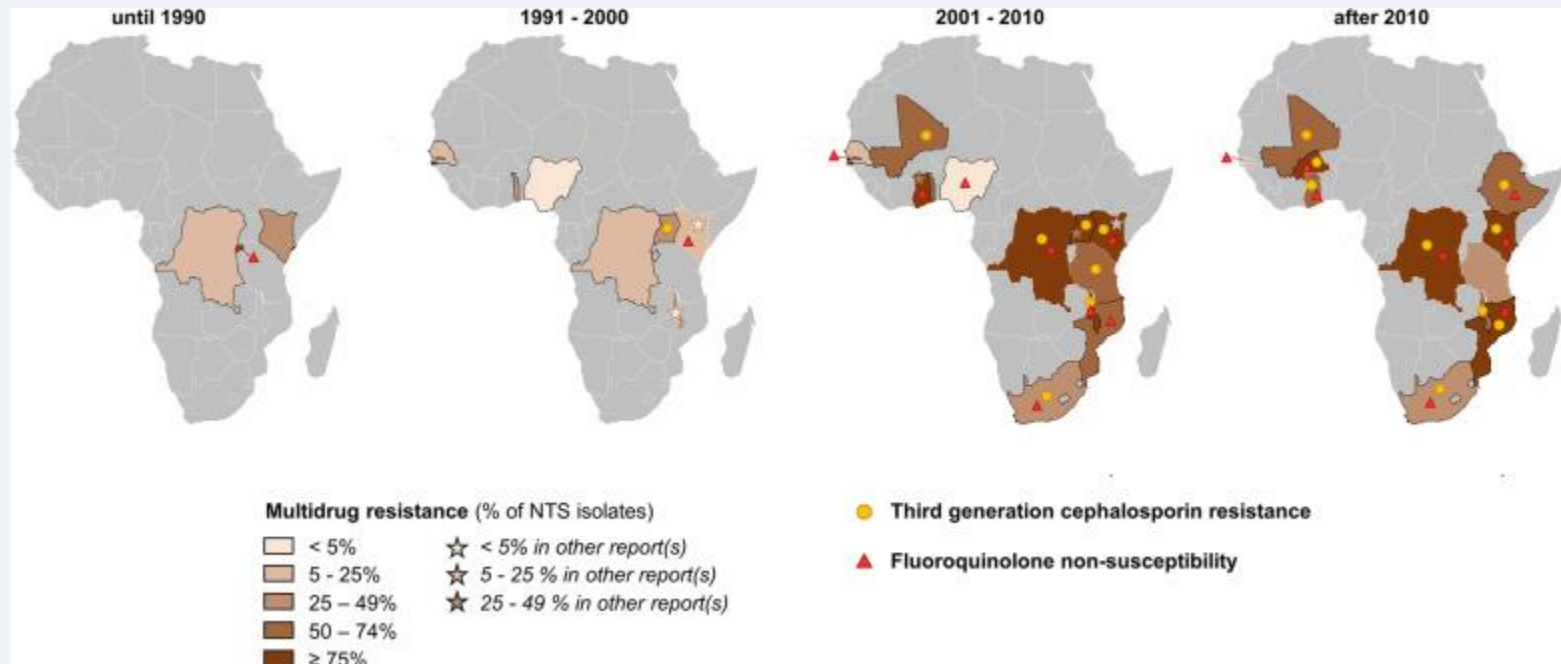 until 1990
1991 - 2000
2001 - 2010
after 2010
Multidrug resistance (% of NTS isolates)
< 5%
5 - 25%
25 – 49%
50 – 74%
≥ 75%
< 5% in other report(s)
5 - 25 % in other report(s)
25 - 49 % in other report(s)
Third generation cephalosporin resistance
Fluoroquinolone non-susceptibility